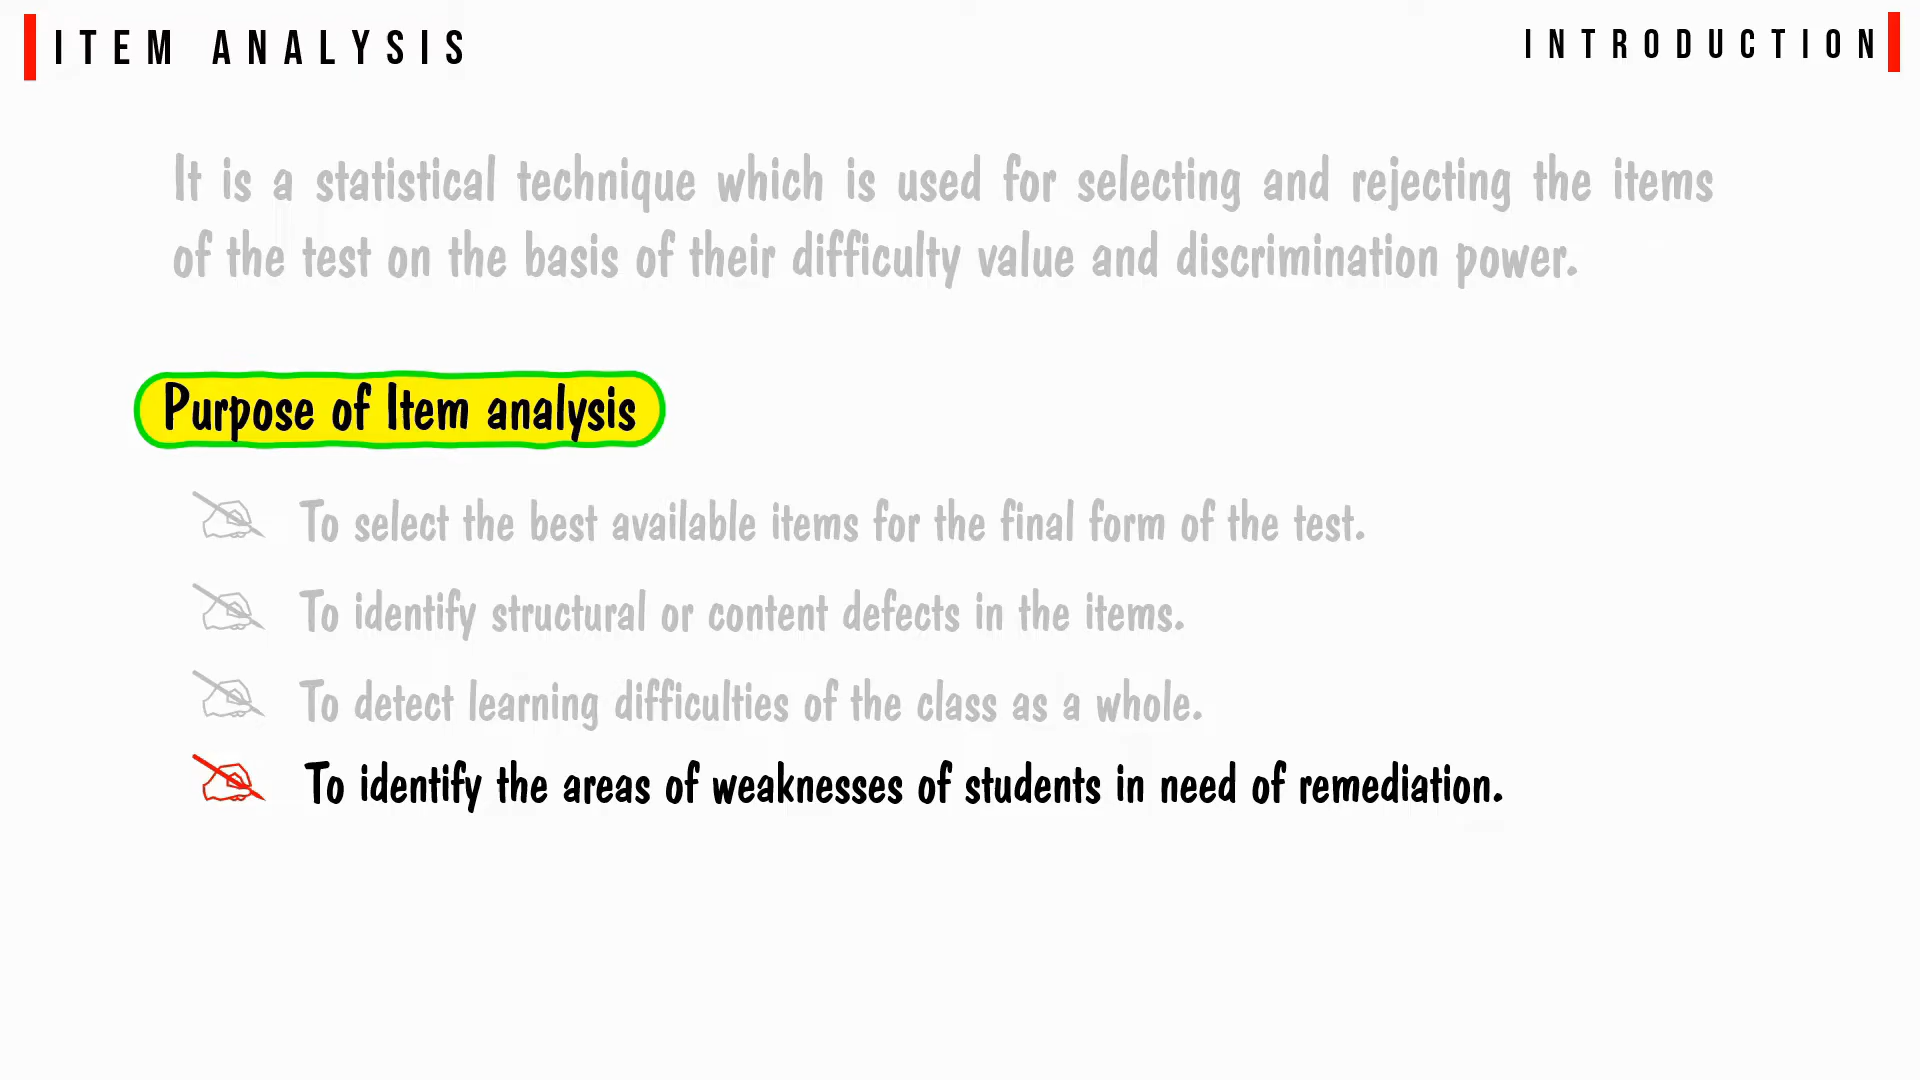 ITEM ANALYSIS
INTRODUCTION
It is a statistical technique which is used for selecting and rejecting the items
of the test on the basis of their difficulty value and discrimination power.
Purpose of Item analysis
To select the best available items for the final form of the test.
To identify structural or content defects in the items.
To detect learning difficulties of the class as a whole.
To identify the areas of weaknesses of students in need of remediation.